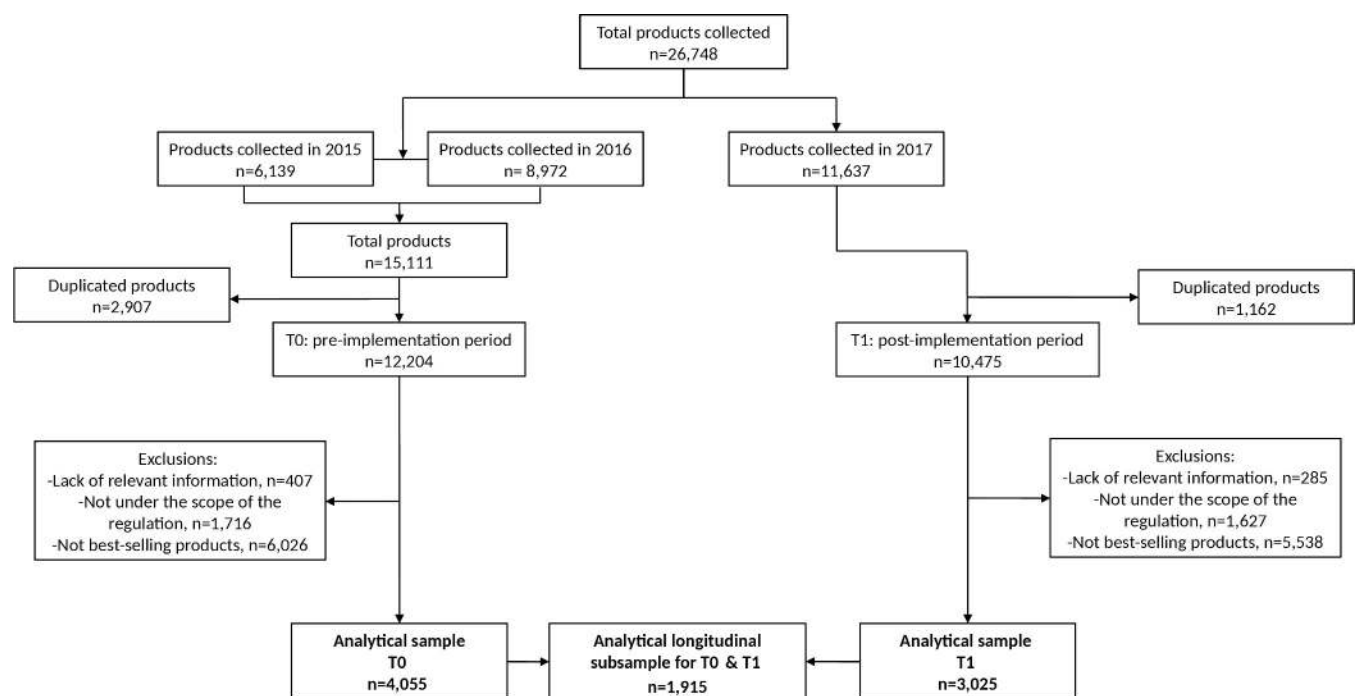 Total products collected
n=26,748
Products collected in 2015
n=6,139
Products collected in 2016
n= 8,972
Products collected in 2017
n=11,637
Total products
n=15,111
Duplicated products
n=2,907
Duplicated products
n=1,162
T0: pre-implementation period
n=12,204
T1: post-implementation period
n=10,475
Exclusions:
-Lack of relevant information, n=407
-Not under the scope of the
regulation, n=1,716
-Not best-selling products, n=6,026
Exclusions:
-Lack of relevant information, n=285
-Not under the scope of the
regulation, n=1,627
-Not best-selling products, n=5,538
Analytical sample
T0
n=4,055
Analytical longitudinal
subsample for T0 & T1
n=1,915
Analytical sample
T1
n=3,025